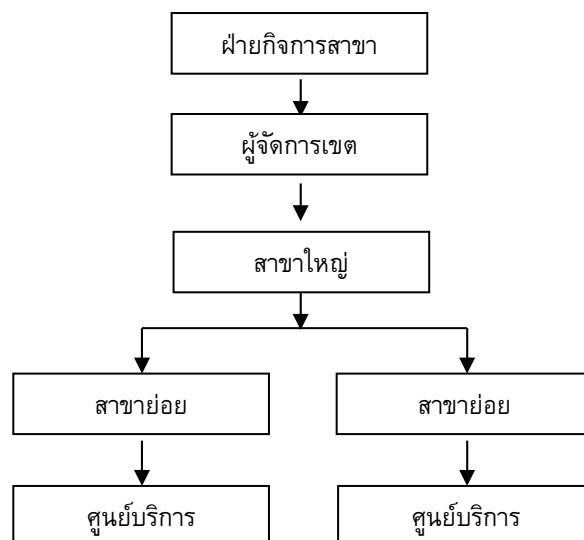 ฝ่ายกิจการสาขา
ผู้จัดการเขต
สาขาใหญ่
สาขาย่อย
สาขาย่อย
ศูนย์บริการ
ศูนย์บริการ